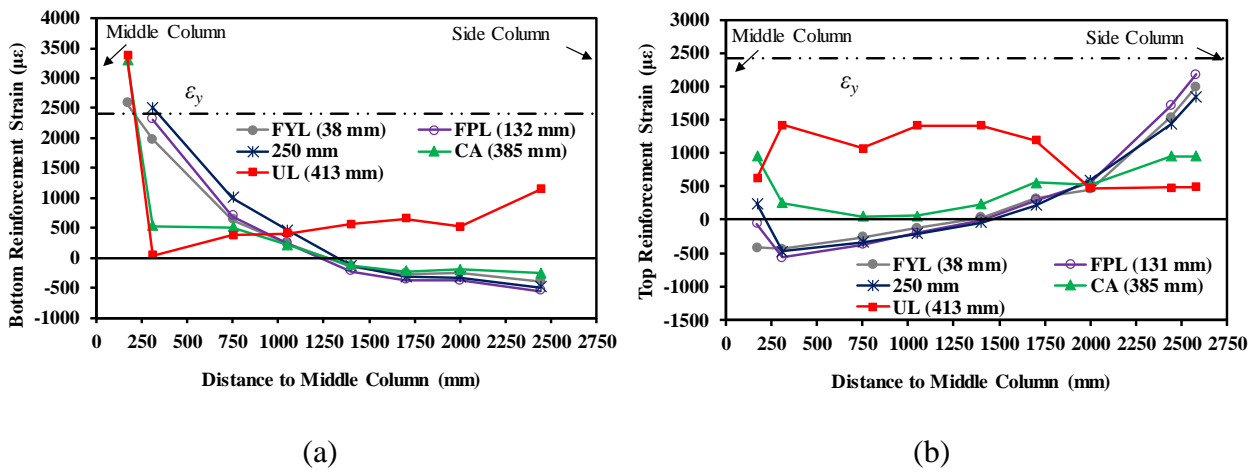 4000
3500
3000
2500
2000
1500
1000
500
0
-500
-1000
Bottom Reinforcement Strain (με)
Middle Column
Side Column
εy
FYL (38 mm)
FPL (132 mm)
250 mm
CA (385 mm)
UL (413 mm)
0 250 500 750 1000 1250 1500 1750 2000 2250 2500 2750
Distance to Middle Column (mm)
(a)
3000
2500
2000
1500
1000
500
0
-500
-1000
-1500
Top Reinforcement Strain (με)
Middle Column
Side Column
εy
FYL (38 mm)
FPL (131 mm)
250 mm
CA (385 mm)
UL (413 mm)
0 250 500 750 1000 1250 1500 1750 2000 2250 2500 2750
Distance to Middle Column (mm)
(b)